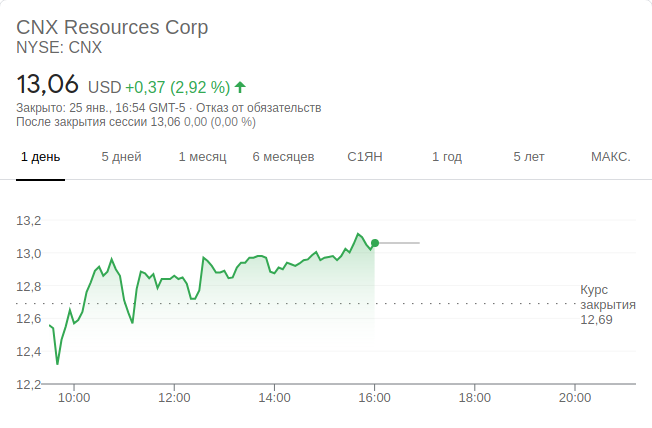 CNX Resources Corp
NYSE: CNX
13,06 USD +0,37 (2,92 %)
Закрыто: 25 янв., 16:54 GMT-5 · Отказ от обязательств
После закрытия сессии 13,06 0,00 (0,00 %)
1 день 5 дней 1 месяц 6 месяцев С1ЯН 1 год 5 лет МАКС.
13,2
13,0
12,8
Курс
закрытия
12,69
12,6
12,4
12,2
10:00 12:00 14:00 16:00 18:00 20:00